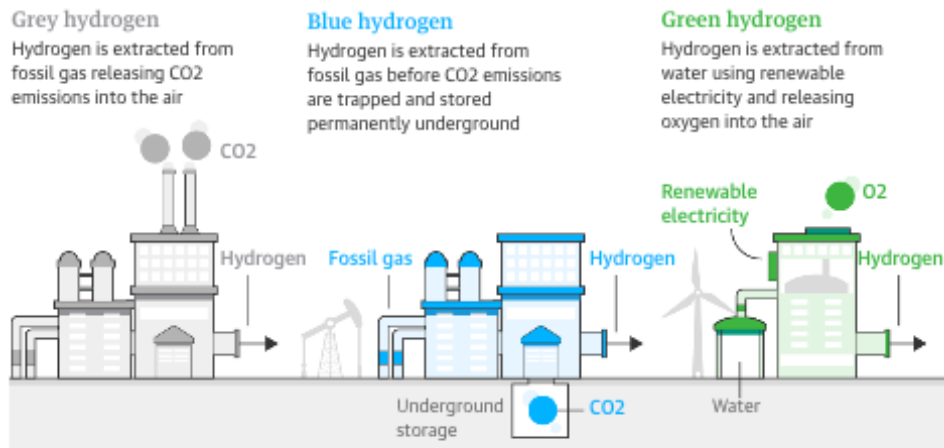 Grey hydrogen
Hydrogen is extracted from
fossil gas releasing CO2
emissions into the air
CO2
Hydrogen
Blue hydrogen
Hydrogen is extracted from
fossil gas before CO2 emissions
are trapped and stored
permanently underground
Fossil gas
Hydrogen
Underground
storage
CO2
Green hydrogen
Hydrogen is extracted from
water using renewable
electricity and releasing
oxygen into the air
Renewable
electricity
O2
Hydrogen
Water